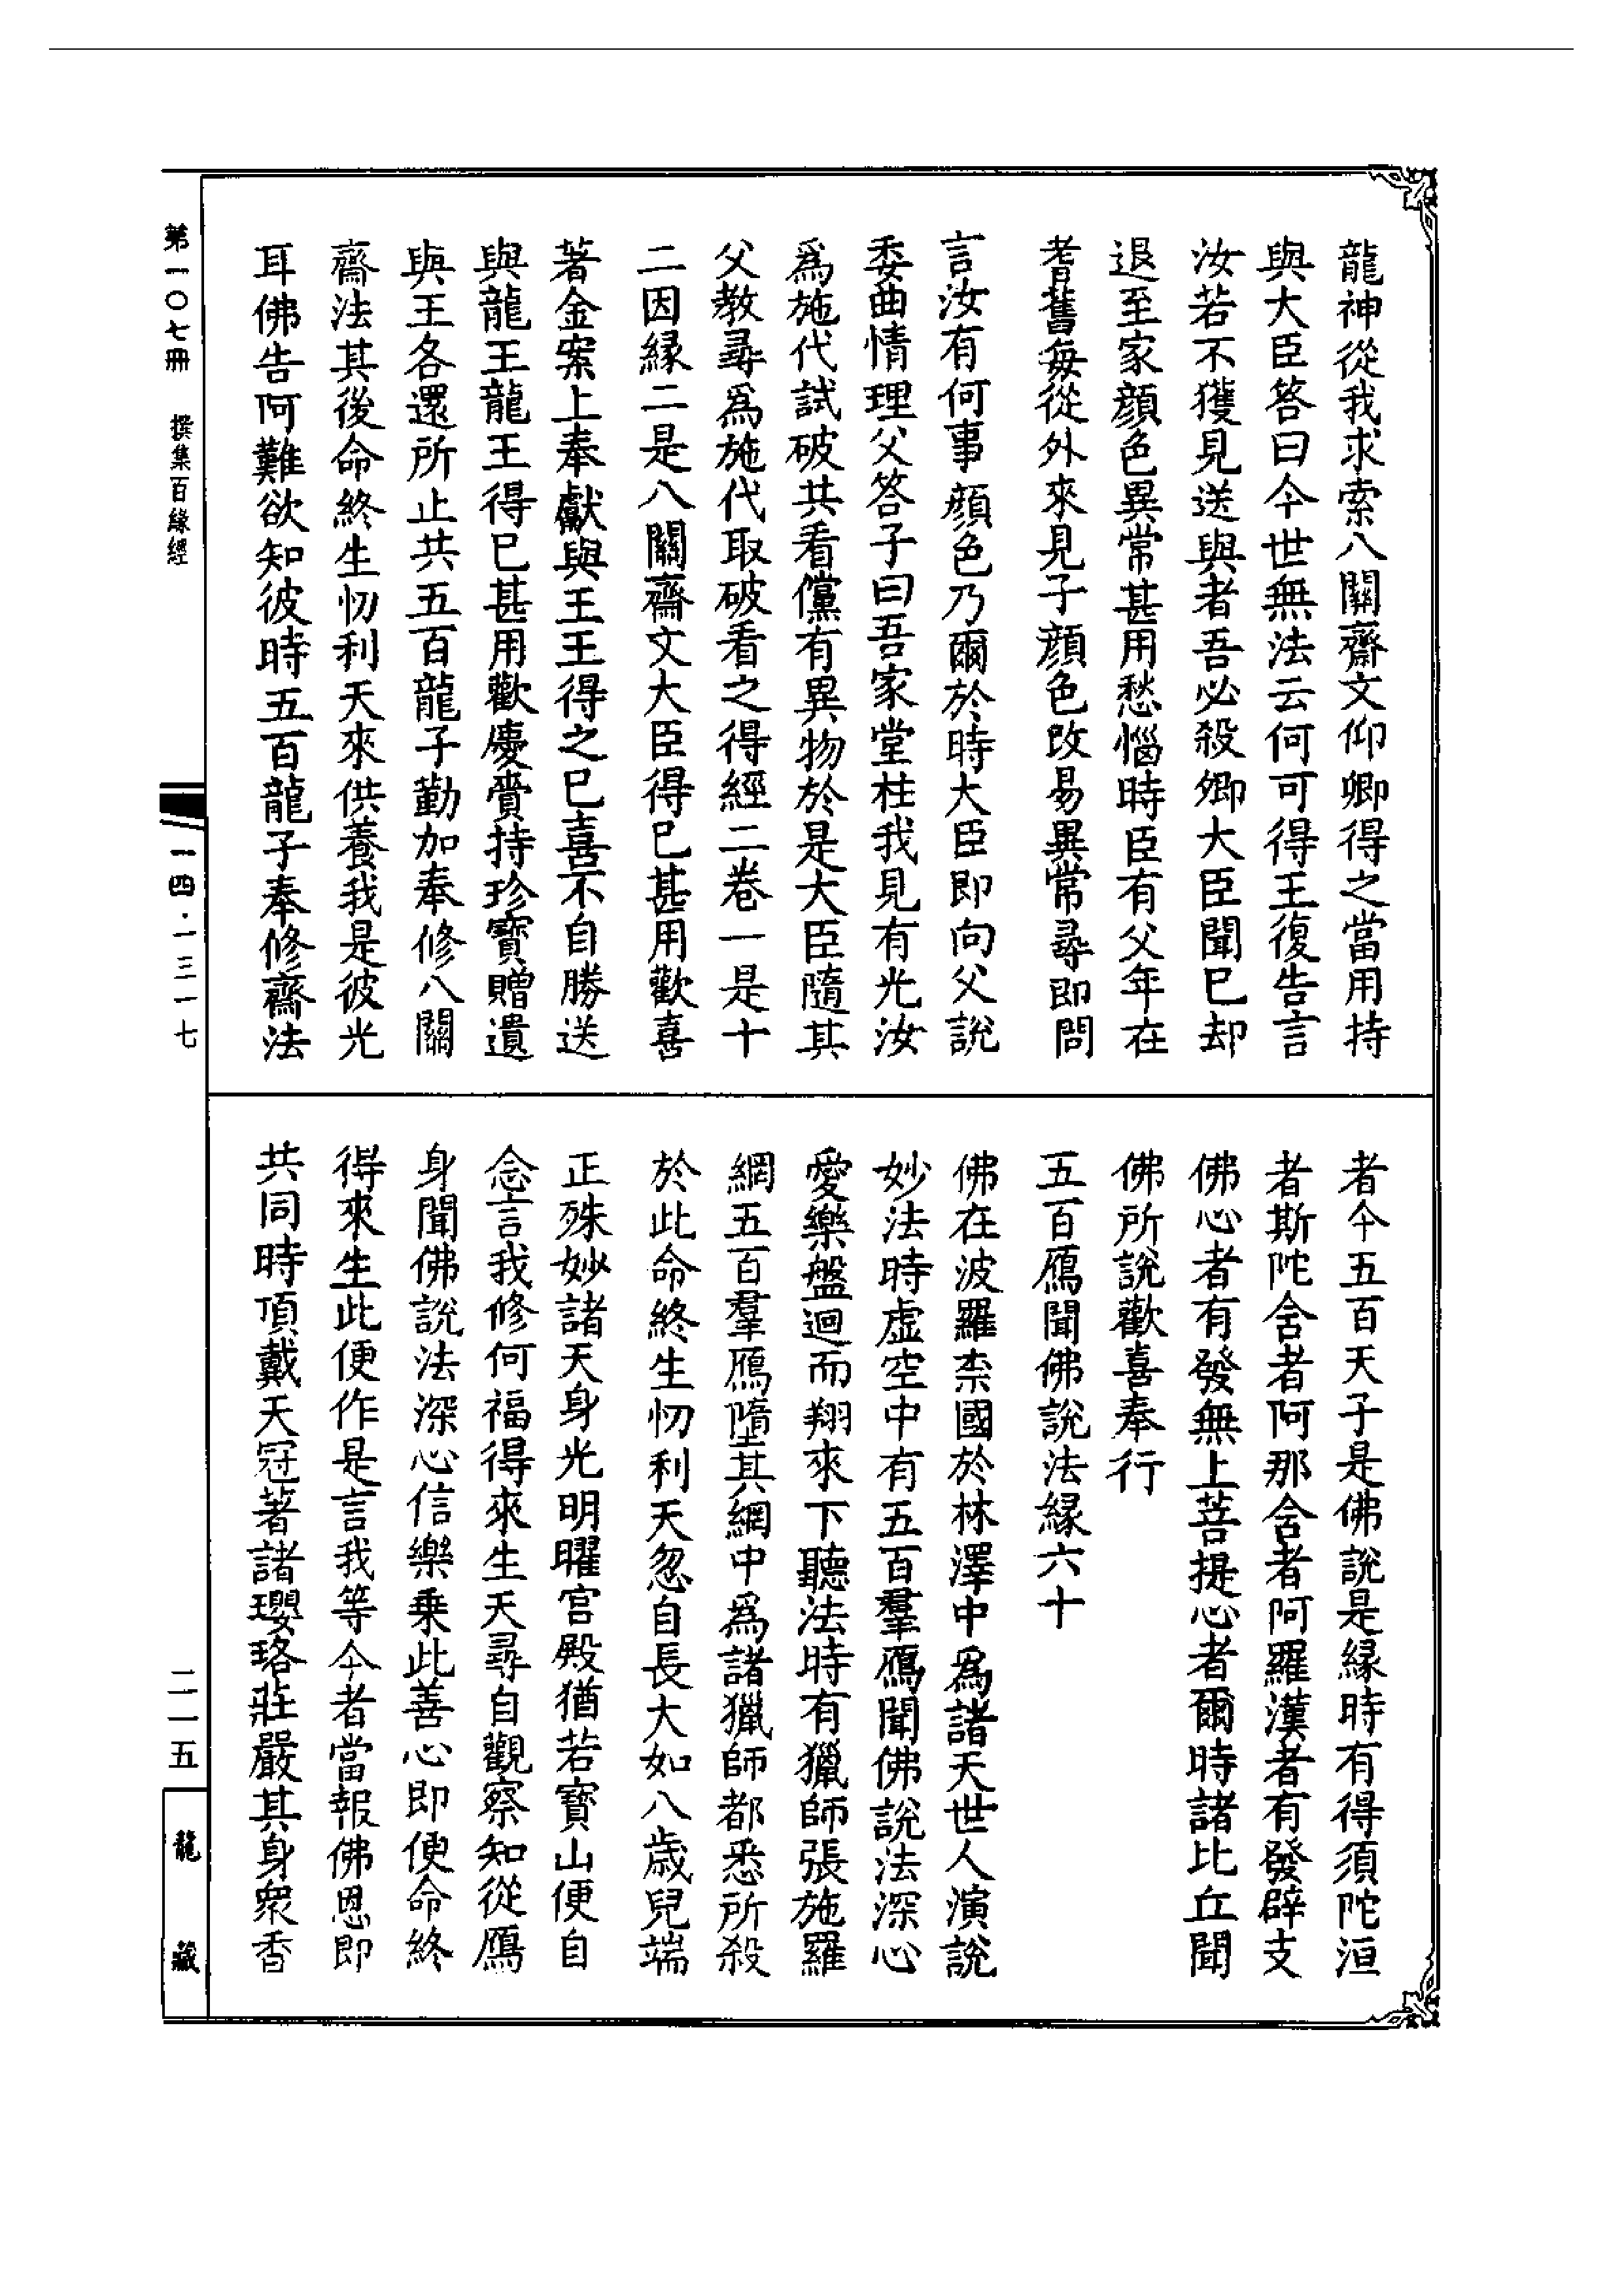 龍神從我求索八關齋文仰卿得之當用持
與大臣答曰今世無法云何可得王復告言
汝若不獲見送與者吾必殺卿大臣聞巳却
退至家顔色異常甚用愁惱時臣有父年在
耆舊每從外來見子顔色改易異常尋即問
言汝有何事顔色乃爾於時大臣即向父說
委曲情理父答子曰吾家堂柱我見有光汝
爲施代試破共看儻有異物於是大臣隨其
父教尋爲施代取破看之得經二卷一是十
二因縁二是八關齋文大臣得巳甚用歡喜
著金案上奉獻與王王得之巳喜不自勝送
與龍王龍王得巳甚用歡慶賫持珍寶贈遺
與王各還所止共五百龍子勤加奉修八關
齋法其後命終生忉利天來供養我是彼光
耳佛告阿難欲知彼時五百龍子奉修齋法
者今五百天子是佛說是縁時有得須陀洹
者斯陀含者阿那含者阿羅漢者有發辟支
佛心者有發無上菩提心者爾時諸比丘聞
佛所說歡喜奉行
五百鴈聞佛說法縁六十
佛在波羅柰國於林澤中爲諸天世人演說
妙法時虚空中有五百羣鴈聞佛說法深心
愛樂盤迴而翔來下聽法時有獵師張施羅
網五百羣鴈墮其網中爲諸獵師都悉所殺
於此命終生忉利天忽自長大如八歲兒端
正殊妙諸天身光明曜宫殿猶若寶山便自
念言我修何福得來生天尋自觀察知從鴈
身聞佛說法深心信樂乗此善心即便命終
得來生此便作是言我等今者當報佛恩即
共同時頂戴天冠著諸瓔珞莊嚴其身衆香
第一〇七冊 撰集百緣經
一四·一三一七
二一五
龍藏